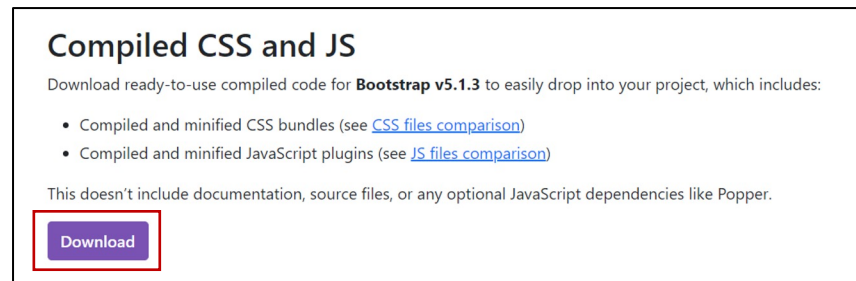 Compiled CSS and JS
Download ready-to-use compiled code for Bootstrap v5.1.3 to easily drop into your project, which includes:
• Compiled and minified CSS bundles (see CSS files comparison)
• Compiled and minified JavaScript plugins (see JS files comparison)
This doesn’t include documentation, source files, or any optional JavaScript dependencies like Popper.
Download